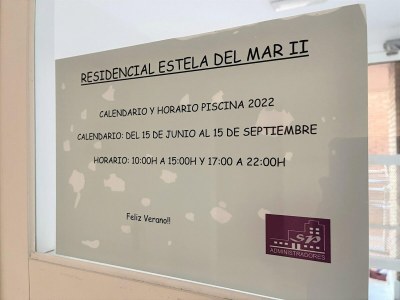 RESIDENCIAL ESTELA DEL MAR II
CALENDARIO Y HORARIO PISCINA 2022
CALENDARIO: DEL 15 DE JUNIO AL 15 DE SEPTIEMBRE
HORARIO: 10:00H A 15:00H Y 17:00 A 22:00H
Feliz Verano!!
sp
ADMINISTRADORES